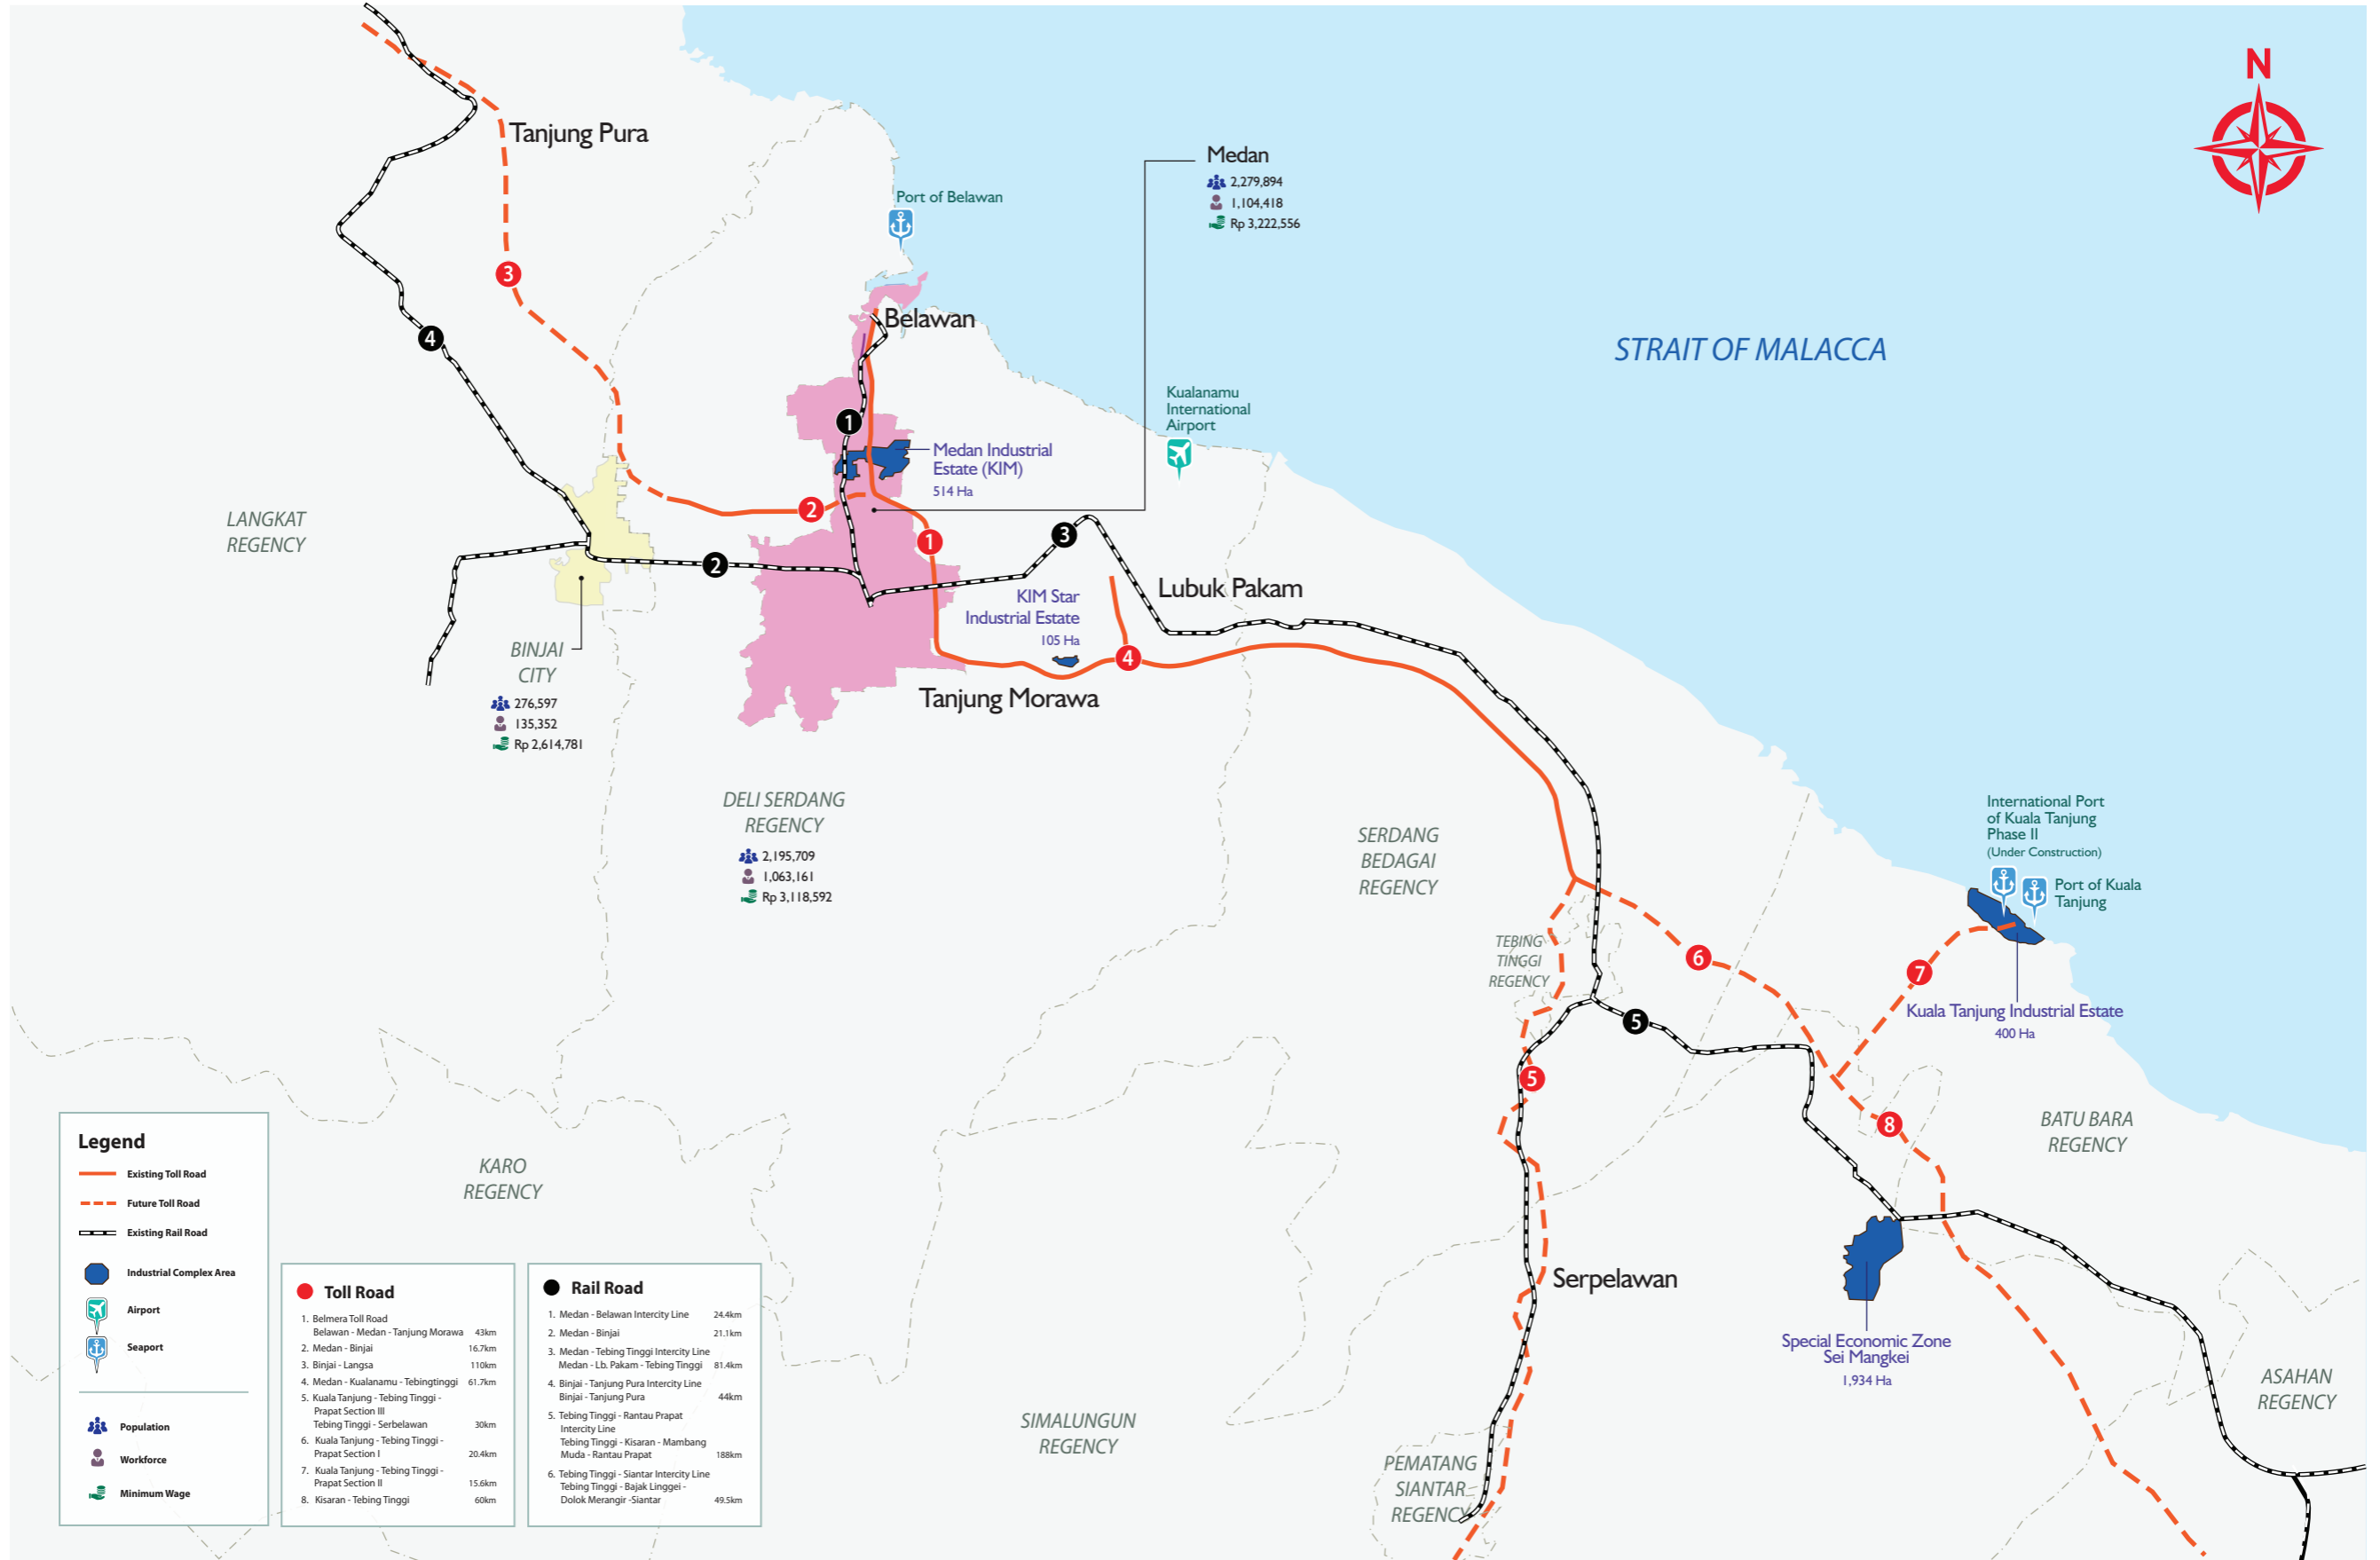 N
Tanjung Pura
Medan
2,279,894
1,104,418
Rp 3,222,556
Port of Belawan
3
Belawan
STRAIT OF MALACCA
4
Kualanamu
International
Airport
1
Medan Industrial
Estate (KIM)
514 Ha
2
LANGKAT
REGENCY
1
3
2
Lubuk Pakam
KIM Star
Industrial Estate
105 Ha
4
BINJAI
CITY
276,597
135,352
Rp 2,614,781
Tanjung Morawa
DELI SERDANG
REGENCY
2,195,709
1,063,161
Rp 3,118,592
SERDANG
BEDAGAI
REGENCY
International Port
of Kuala Tanjung
Phase II
(Under Construction)
Port of Kuala
Tanjung
TEBING
TINGGI
REGENCY
6
7
Kuala Tanjung Industrial Estate
400 Ha
5
5
8
BATU BARA
REGENCY
KARO
REGENCY
Serpelawan
Special Economic Zone
Sei Mangkei
1,934 Ha
ASAHAN
REGENCY
SIMALUNGUN
REGENCY
PEMATANG
SIANTAR
REGENCY
Legend
Existing Toll Road
Future Toll Road
Existing Rail Road
Industrial Complex Area
Airport
Seaport
Population
Workforce
Minimum Wage
Toll Road
1. Belmera Toll Road
Belawan - Medan - Tanjung Morawa 43km
2. Medan - Binjai 16.7km
3. Binjai - Langsa 110km
4. Medan - Kualanamu - Tebingtinggi 61.7km
5. Kuala Tanjung - Tebing Tinggi -
Prapat Section III
Tebing Tinggi - Serbelawan 30km
6. Kuala Tanjung - Tebing Tinggi -
Prapat Section I 20.4km
7. Kuala Tanjung - Tebing Tinggi -
Prapat Section II 15.6km
8. Kisaran - Tebing Tinggi 60km
Rail Road
1. Medan - Belawan Intercity Line 24.4km
2. Medan - Binjai 21.1km
3. Medan - Tebing Tinggi Intercity Line
Medan - Lb. Pakam - Tebing Tinggi 81.4km
4. Binjai - Tanjung Pura Intercity Line
Binjai - Tanjung Pura 44km
5. Tebing Tinggi - Rantau Prapat
Intercity Line
Tebing Tinggi - Kisaran - Mambang
Muda - Rantau Prapat 188km
6. Tebing Tinggi - Siantar Intercity Line
Tebing Tinggi - Bajak Linggei -
Dolok Merangir -Siantar 49.5km